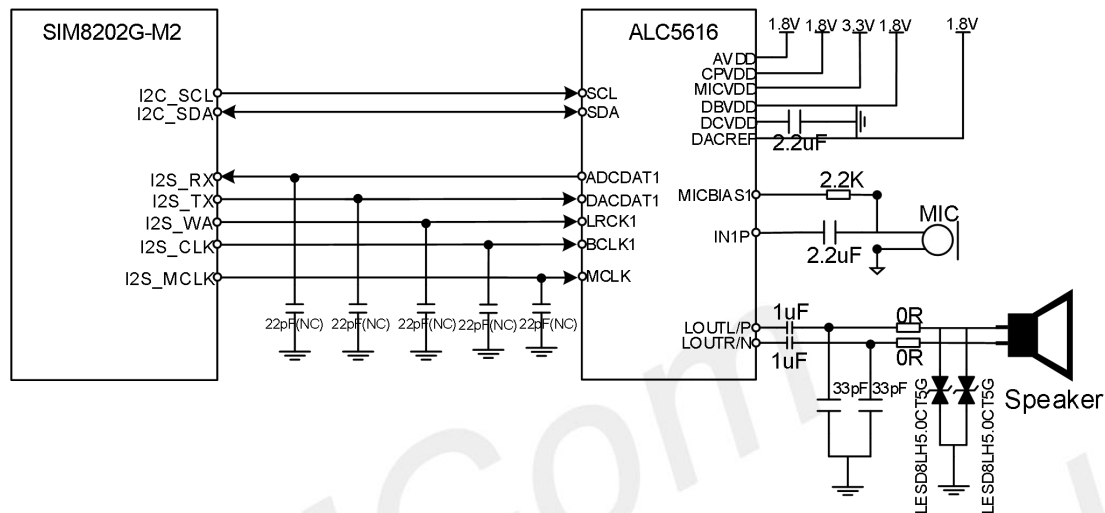 SIM8202G-M2
ALC5616
1.8V 1.8V 3.3V 1.8V 1.8V
AVDD
CPVDD
MICVDD
DBVDD
DCVDD
DACREF
2.2uF
I2C_SCL
I2C_SDA
SCL
SDA
I2S_RX
I2S_TX
I2S_WA
I2S_CLK
I2S_MCLK
ADCDAT1
DACDAT1
LRCK1
BCLK1
MCLK
22pF(NC) 22pF(NC) 22pF(NC) 22pF(NC) 22pF(NC)
MICBIAS1
2.2K
IN1P
2.2uF
MIC
LOUTL/P
LOUTR/N
1uF
1uF
0R
0R
33pF 33pF
LESD8LH5.0CT5G
LESD8LH5.0CT5G
Speaker
Com